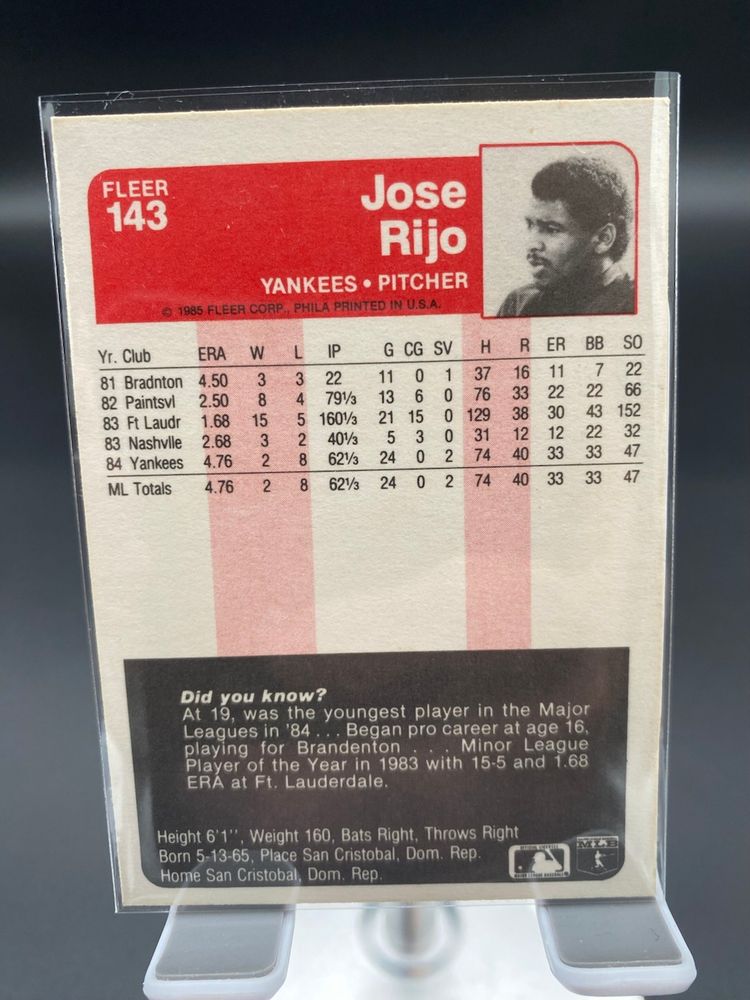 FLEER
143
Jose
Rijo
YANKEES • PITCHER
© 1985 FLEER CORP., PHILA PRINTED IN U.S.A.
Yr. Club ERA W L IP G CG SV H R ER BB SO
81 Bradnton 4.50 3 3 22 11 0 1 37 16 11 7 22
82 Paintsvl 2.50 8 4 79⅓ 13 6 0 76 33 22 22 66
83 Ft Laudr 1.68 15 5 160⅓ 21 15 0 129 38 30 43 152
83 Nashvlle 2.68 3 2 40⅓ 5 3 0 31 12 12 22 32
84 Yankees 4.76 2 8 62⅓ 24 0 2 74 40 33 33 47
ML Totals 4.76 2 8 62⅓ 24 0 2 74 40 33 33 47
Did you know?
At 19, was the youngest player in the Major
Leagues in '84 . . . Began pro career at age 16,
playing for Brandenton . . . Minor League
Player of the Year in 1983 with 15-5 and 1.68
ERA at Ft. Lauderdale.
Height 6'1'', Weight 160, Bats Right, Throws Right
Born 5-13-65, Place San Cristobal, Dom. Rep.
Home San Cristobal, Dom. Rep.
MAJOR LEAGUE BASEBALL